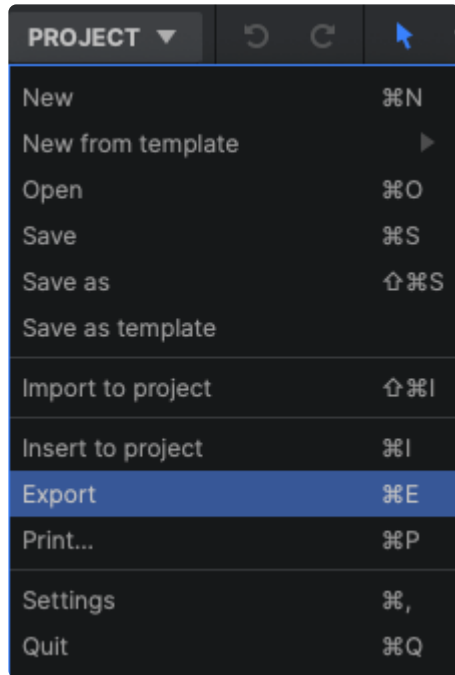 PROJECT ▼
New ⌘N
New from template ▶
Open ⌘O
Save ⌘S
Save as ⇧⌘S
Save as template
Import to project ⇧⌘I
Insert to project ⌘I
Export ⌘E
Print... ⌘P
Settings ⌘,
Quit ⌘Q